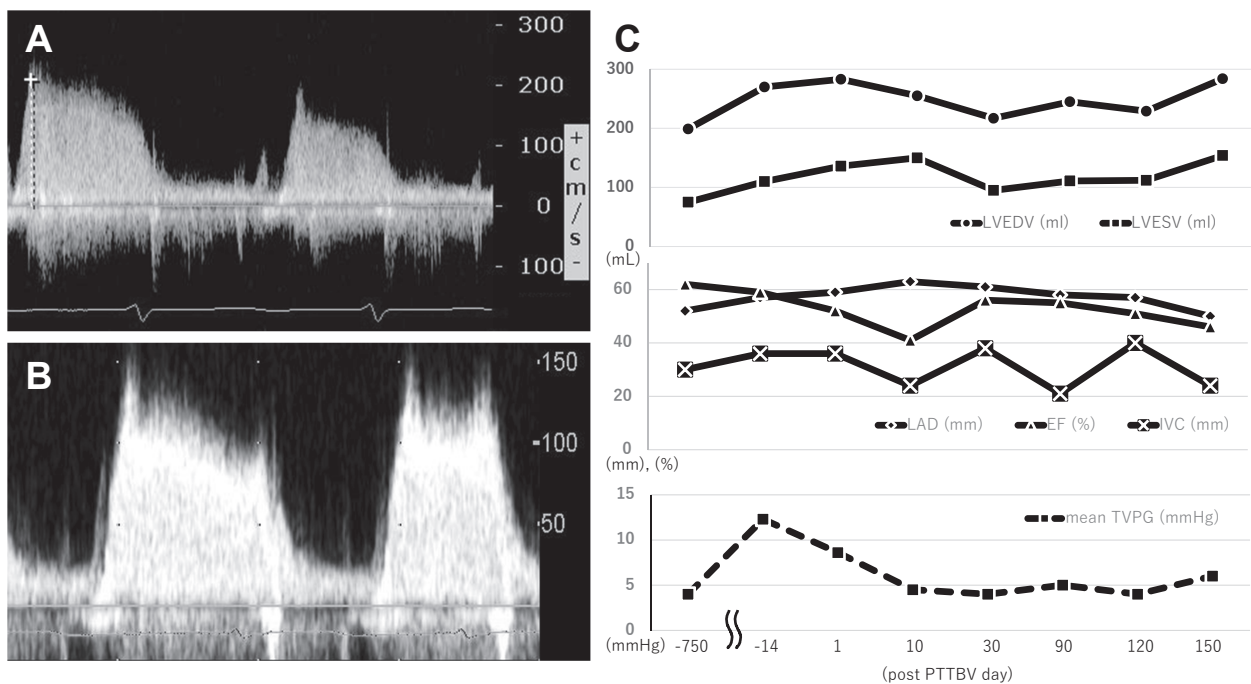 A
300
200
100
0
100
+
c
m
/
s
-
B
150
100
50
C
300
200
100
0
(mL)
LVEDV (ml) LVESV (ml)
60
40
20
0
(mm), (%)
LAD (mm) EF (%) IVC (mm)
15
10
5
0
mean TVPG (mmHg)
(mmHg) -750 -14 1 10 30 90 120 150
(post PTTBV day)